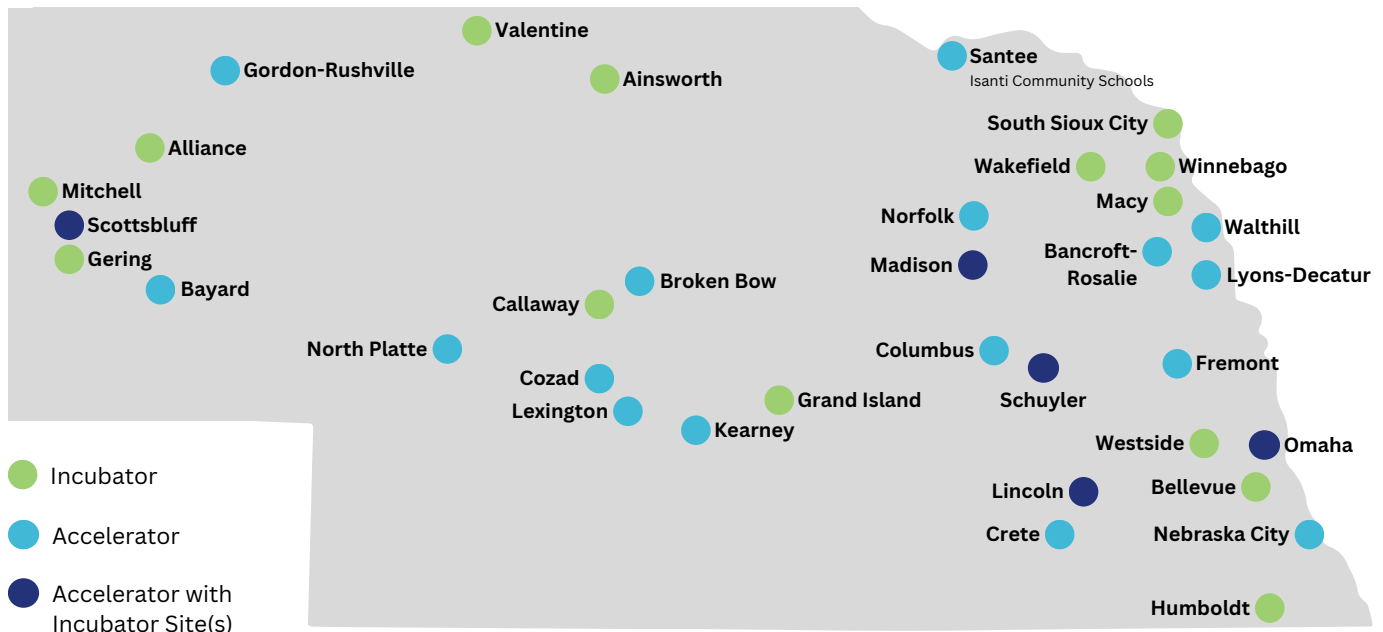 Valentine
Gordon-Rushville
Ainsworth
Santee
Isanti Community Schools
South Sioux City
Alliance
Wakefield
Winnebago
Mitchell
Macy
Scottsbluff
Norfolk
Walthill
Gering
Madison
Bancroft-
Rosalie
Lyons-Decatur
Bayard
Broken Bow
Callaway
North Platte
Columbus
Fremont
Cozad
Schuyler
Lexington
Grand Island
Kearney
Westside
Omaha
Incubator
Lincoln
Bellevue
Accelerator
Crete
Nebraska City
Accelerator with
Incubator Site(s)
Humboldt